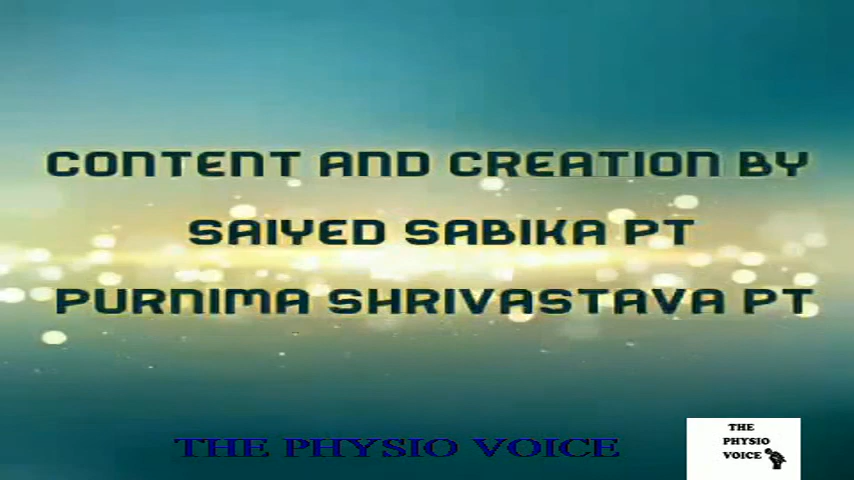 CONTENT AND CREATION BY
SAIYED SABIKA PT
PURNIMA SHRIVASTAVA PT
THE PHYSIO VOICE
THE
PHYSIO
VOICE